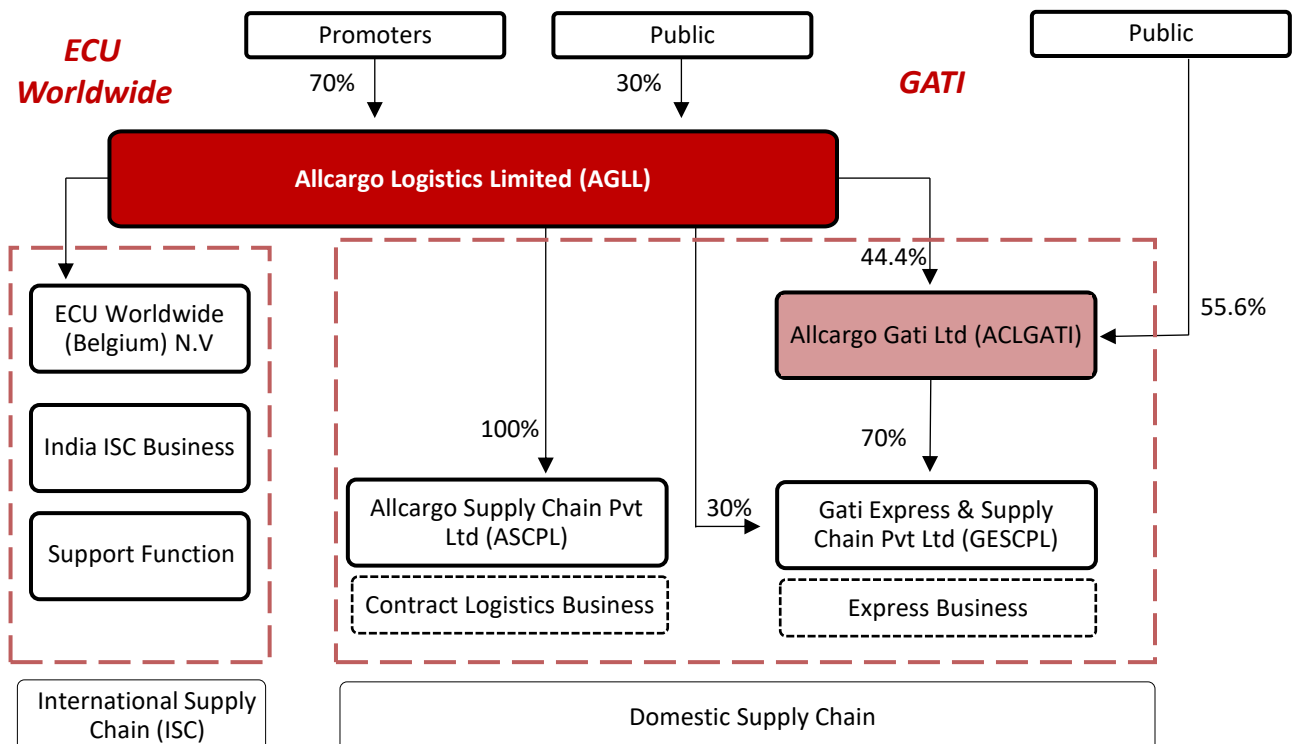 Promoters
Public
Public
ECU
Worldwide
GATI
70%
30%
Allcargo Logistics Limited (AGLL)
44.4%
55.6%
ECU Worldwide
(Belgium) N.V
Allcargo Gati Ltd (ACLGATI)
India ISC Business
100%
70%
Support Function
Allcargo Supply Chain Pvt
Ltd (ASCPL)
30%
Gati Express & Supply
Chain Pvt Ltd (GESCPL)
Contract Logistics Business
Express Business
International Supply
Chain (ISC)
Domestic Supply Chain